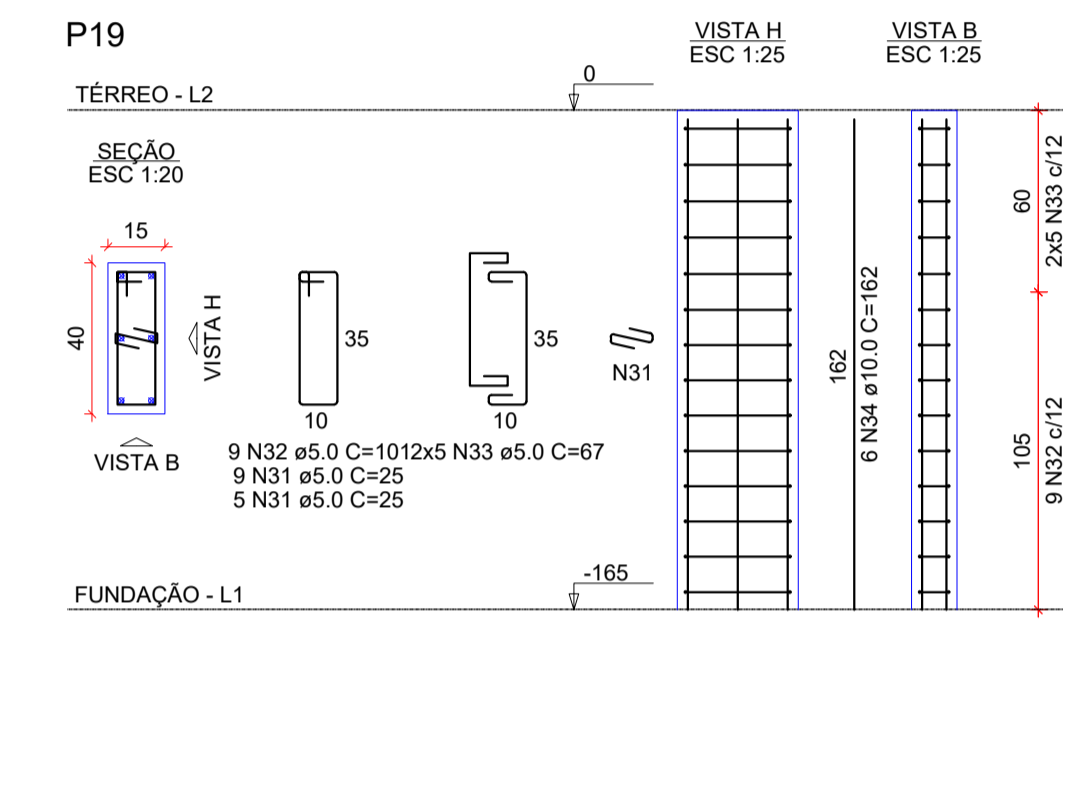 P19
VISTA H
ESC 1:25
VISTA B
ESC 1:25
0
TÉRREO - L2
SEÇÃO
ESC 1:20
15
40
VISTA H
VISTA B
35
10
35
10
N31
9 N32 ø5.0 C=1012x5 N33 ø5.0 C=67
9 N31 ø5.0 C=25
5 N31 ø5.0 C=25
162
6 N34 ø10.0 C=162
60
2x5 N33 c/12
105
9 N32 c/12
-165
FUNDAÇÃO - L1